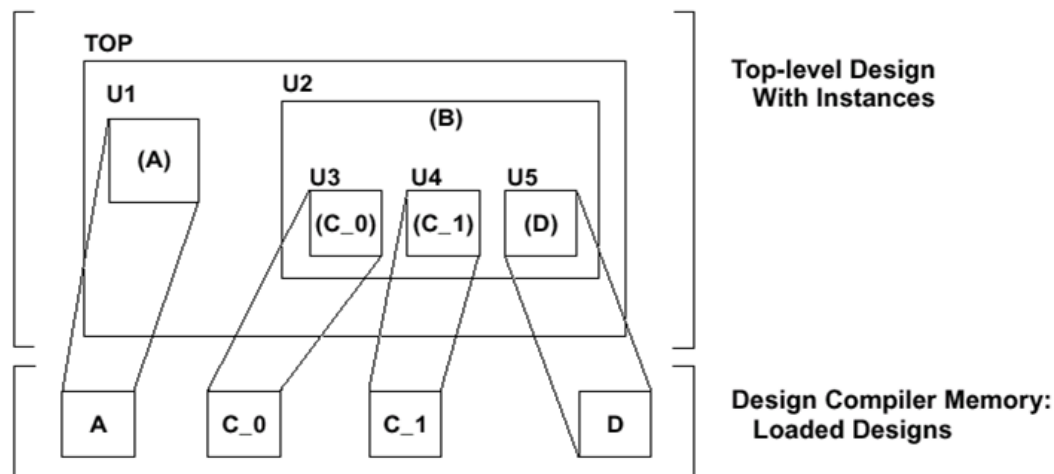 TOP
U1
U2
(B)
(A)
U3
U4
U5
(C_0)
(C_1)
(D)
Top-level Design
With Instances
A
C_0
C_1
D
Design Compiler Memory:
Loaded Designs